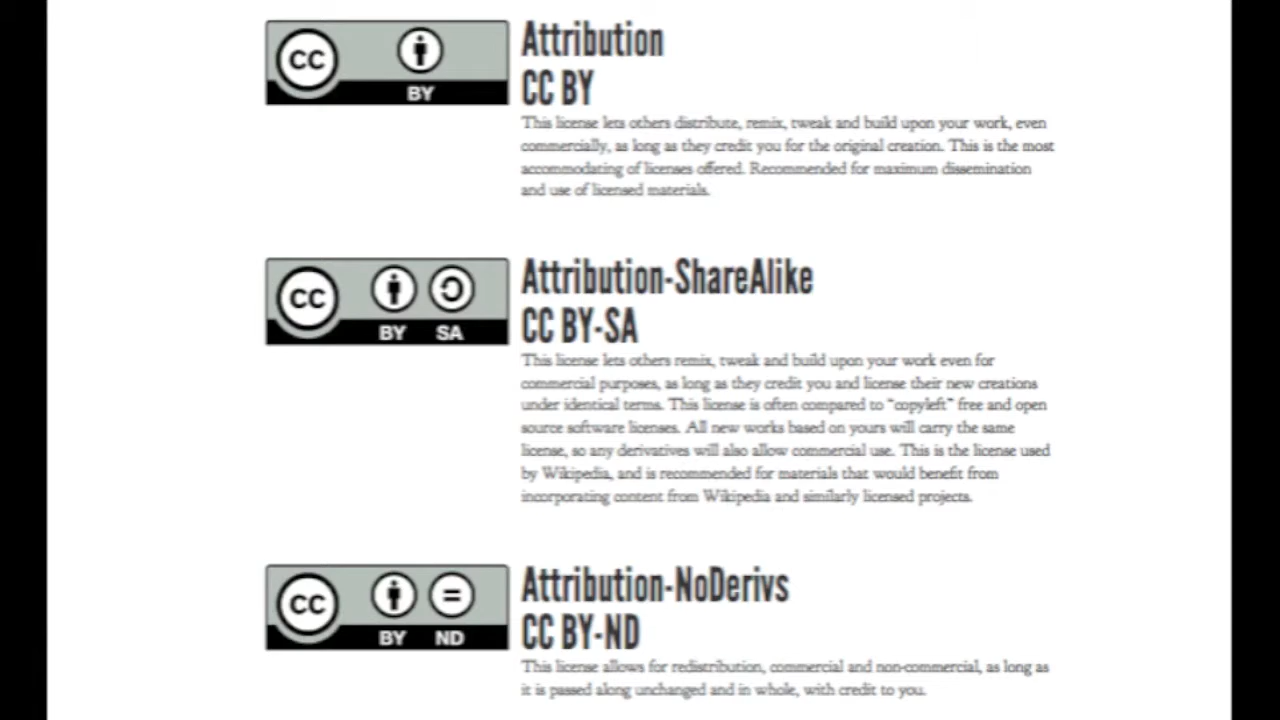 CC BY
Attribution
CC BY
This license lets others distribute, remix, tweak and build upon your work, even
commercially, as long as they credit you for the original creation. This is the most
accommodating of licenses offered. Recommended for maximum dissemination
and use of licensed materials.
CC BY SA
Attribution-ShareAlike
CC BY-SA
This license lets others remix, tweak and build upon your work even for
commercial purposes, as long as they credit you and license their new creations
under identical terms. This license is often compared to "copyleft" free and open
source software licenses. All new works based on yours will carry the same
license, so any derivatives will also allow commercial use. This is the license used
by Wikipedia, and is recommended for materials that would benefit from
incorporating content from Wikipedia and similarly licensed projects.
CC BY ND
Attribution-NoDerivs
CC BY-ND
This license allows for redistribution, commercial and non-commercial, as long as
it is passed along unchanged and in whole, with credit to you.